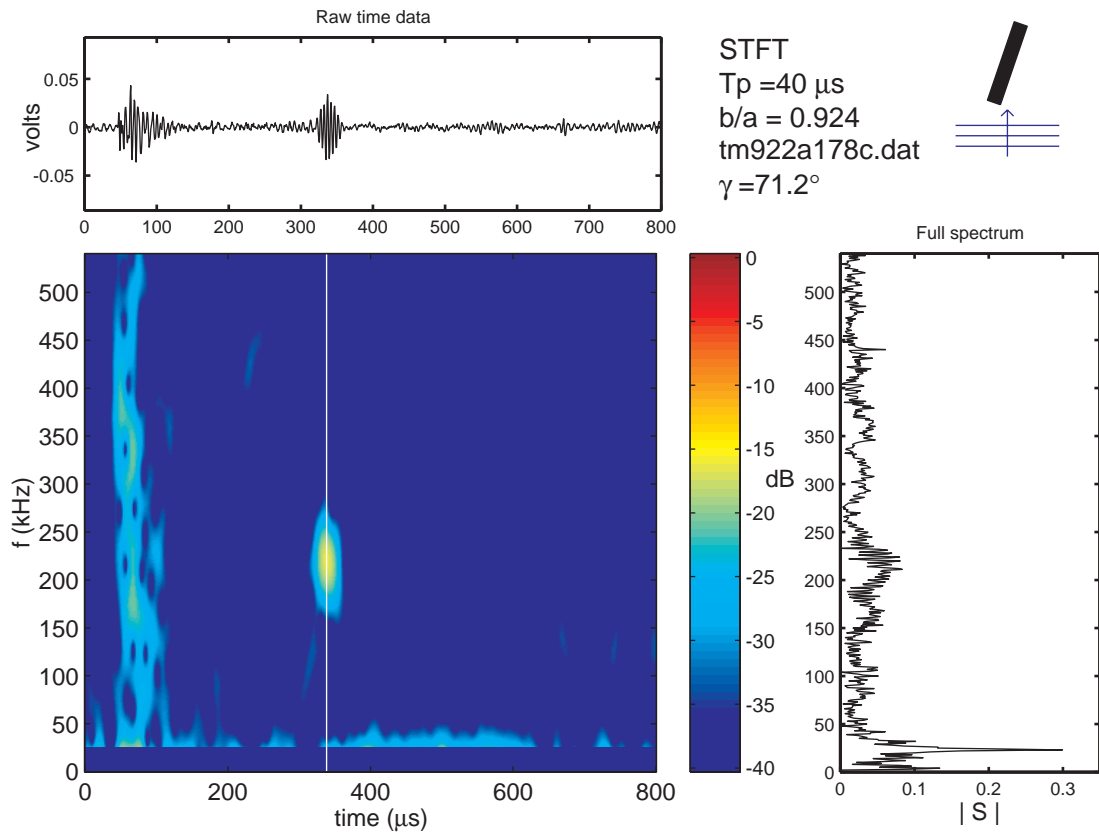 Raw time data
0.05
0
-0.05
volts
0 100 200 300 400 500 600 700 800
STFT
Tp =40 μs
b/a = 0.924
tm922a178c.dat
γ =71.2°
500
450
400
350
300
250
200
150
100
50
0
f (kHz)
0 200 400 600 800
time (μs)
0
-5
-10
-15
-20
-25
-30
-35
-40
dB
Full spectrum
500
450
400
350
300
250
200
150
100
50
0
0 0.1 0.2 0.3
| S |